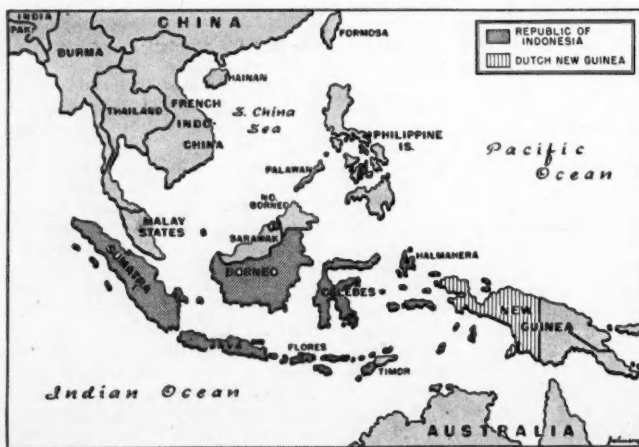 INDIA
PAK.
CHINA
FORMOSA
REPUBLIC OF
INDONESIA
DUTCH NEW GUINEA
BURMA
HAINAN
THAILAND
FRENCH
INDO-
CHINA
S. China
Sea
PHILIPPINE
IS.
Pacific
Ocean
PALAWAN
NO.
BORNEO
MALAY
STATES
SARAWAK
HALMAHERA
SUMATRA
BORNEO
CELEBES
NEW
GUINEA
FLORES
TIMOR
Indian Ocean
AUSTRALIA